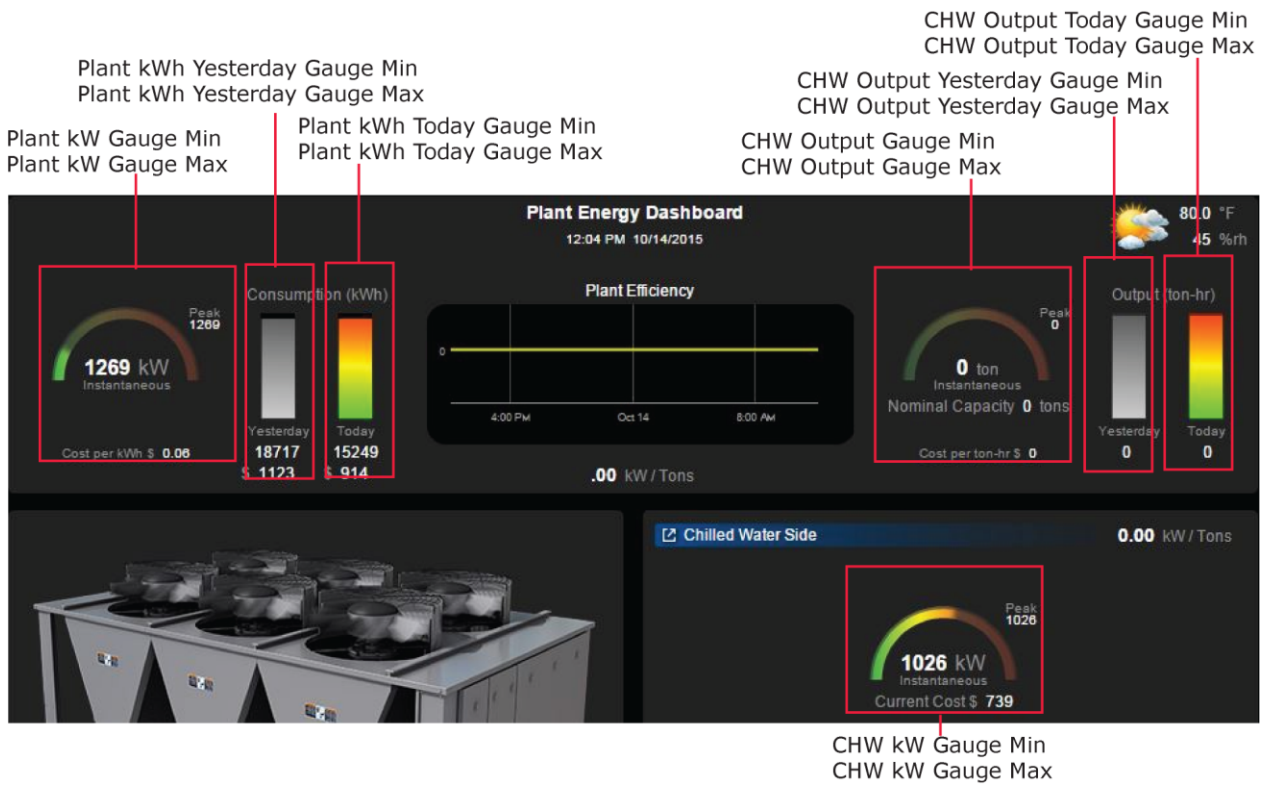 CHW Output Today Gauge Min
CHW Output Today Gauge Max
Plant kWh Yesterday Gauge Min
Plant kWh Yesterday Gauge Max
CHW Output Yesterday Gauge Min
CHW Output Yesterday Gauge Max
Plant kW Gauge Min
Plant kW Gauge Max
Plant kWh Today Gauge Min
Plant kWh Today Gauge Max
CHW Output Gauge Min
CHW Output Gauge Max
Plant Energy Dashboard
12:04 PM 10/14/2015
80.0 °F
45 %rh
Peak
1269
1269 kW
Instantaneous
Cost per kWh $ 0.06
Consumption (kWh)
Yesterday
18717
$ 1123
Today
15249
$ 914
Plant Efficiency
0
4:00 PM
Oct 14
8:00 AM
.00 kW / Tons
Peak
0
0 ton
Instantaneous
Nominal Capacity 0 tons
Cost per ton-hr $ 0
Output (ton-hr)
Yesterday
0
Today
0
Chilled Water Side
0.00 kW / Tons
Peak
1026
1026 kW
Instantaneous
Current Cost $ 739
CHW kW Gauge Min
CHW kW Gauge Max